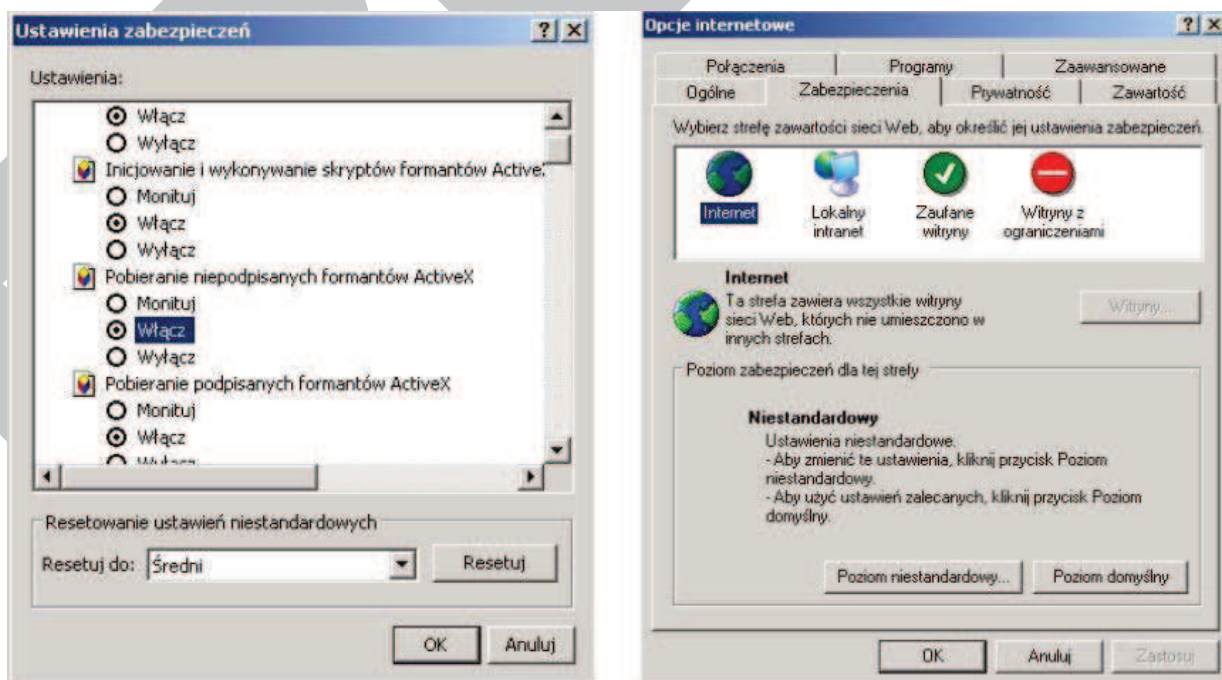 Ustawienia zabezpieczeń
Ustawienia:
Włącz
Wyłącz
Inicjowanie i wykonywanie skryptów formantów Active
Monituj
Włącz
Wyłącz
Pobieranie niepodpisanych formantów ActiveX
Monituj
Włącz
Wyłącz
Pobieranie podpisanych formantów ActiveX
Monituj
Włącz
Resetowanie ustawień niestandardowych
Resetuj do: Średni Resetuj
OK Anuluj
Opcje internetowe
Połączenia Programy Zaawansowane
Ogólne Zabezpieczenia Prywatność Zawartość
Wybierz strefę zawartości sieci Web, aby określić jej ustawienia zabezpieczeń.
Internet Lokalny Zaufane Witryny z
intranet witryny ograniczeniami
Internet
Ta strefa zawiera wszystkie witryny
sieci Web, których nie umieszczono w
innych strefach.
Witryny...
Poziom zabezpieczeń dla tej strefy
Niestandardowy
Ustawienia niestandardowe.
- Aby zmienić te ustawienia, kliknij przycisk Poziom
niestandardowy.
- Aby użyć ustawień zalecanych, kliknij przycisk Poziom
domyślny.
Poziom niestandardowy... Poziom domyślny
OK Anuluj Zastosuj